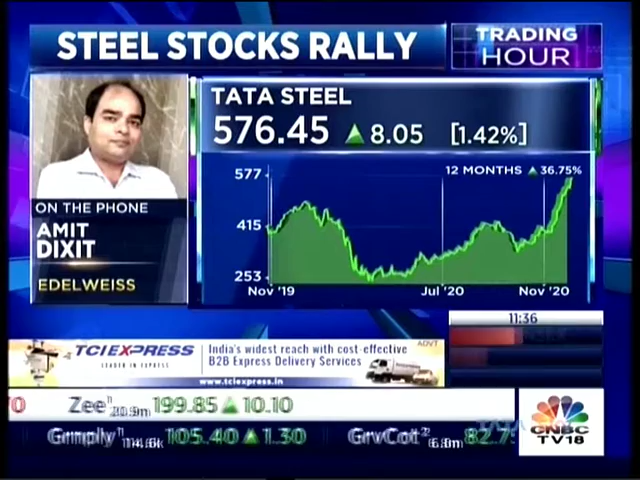 STEEL STOCKS RALLY
TRADING
HOUR
TATA STEEL
576.45 ▲ 8.05 [1.42%]
12 MONTHS ▲ 36.75%
577
415
253
Nov '19 Jul '20 Nov '20
ON THE PHONE
AMIT
DIXIT
EDELWEISS
11:36
ADVT
TCIEXPRESS
LEADER IN EXPRESS
India's widest reach with cost-effective
B2B Express Delivery Services
www.tciexpress.in
Zee 199.85 ▲ 10.10
105.40 ▲ 1.30 GrvCot 82.7
CNBC
TV18